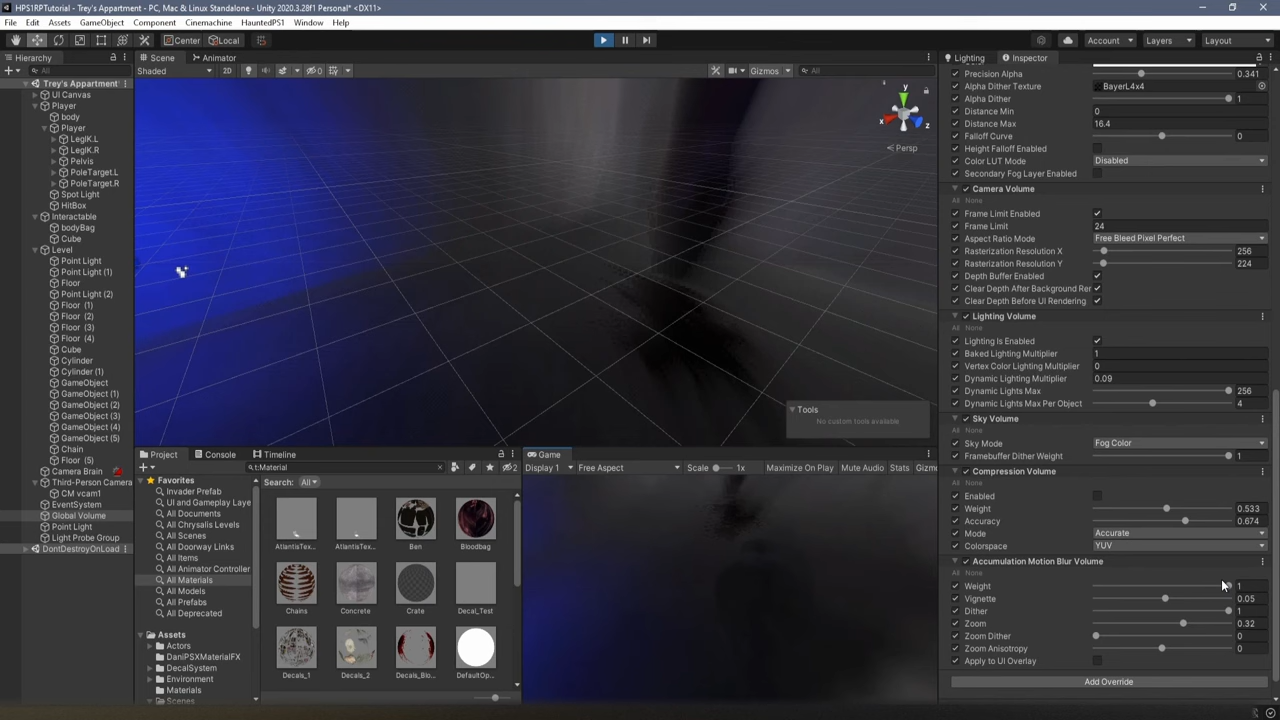 HPS1RPTutorial - Trey's Appartment - PC, Mac & Linux Standalone - Unity 2020.3.28f1 Personal* <DX11>
File Edit Assets GameObject Component Cinemachine HauntedPS1 Window Help
Center Local Account Layers Layout
Hierarchy
All
Trey's Appartment
UI Canvas
Player
body
Player
LegIK.L
LegIK.R
Pelvis
PoleTarget.L
PoleTarget.R
Spot Light
HitBox
Interactable
bodyBag
Cube
Level
Point Light
Point Light (1)
Floor
Point Light (2)
Floor (1)
Floor (2)
Floor (3)
Floor (4)
Cube
Cylinder
Cylinder (1)
GameObject
GameObject (1)
GameObject (2)
GameObject (3)
GameObject (4)
GameObject (5)
Chain
Floor (5)
Camera Brain
Third-Person Camera
CM vcam1
EventSystem
Global Volume
Point Light
Light Probe Group
DontDestroyOnLoad
Scene Animator
Shaded 2D 0 Gizmos All
y
x
z
Persp
Tools
No custom tools available
Project Console Timeline
t:Material 2
Favorites
Invader Prefab
UI and Gameplay Laye
All Documents
All Chrysalis Levels
All Scenes
All Doorway Links
All Items
All Animator Controller
All Materials
All Models
All Prefabs
All Deprecated
Assets
Actors
DaniPSXMaterialFX
DecalSystem
Environment
Materials
Scenes
Search: All
AtlantisTex... AtlantisTex... Ben Bloodbag
Chains Concrete Crate Decal_Test
Decals_1 Decals_2 Decals_Blo... DefaultOp...
Game
Display 1 Free Aspect Scale 1x Maximize On Play Mute Audio Stats Gizmo
Lighting Inspector
Precision Alpha 0.341
Alpha Dither Texture BayerL4x4
Alpha Dither 1
Distance Min 0
Distance Max 16.4
Falloff Curve 0
Height Falloff Enabled
Color LUT Mode Disabled
Secondary Fog Layer Enabled
Camera Volume
All None
Frame Limit Enabled
Frame Limit 24
Aspect Ratio Mode Free Bleed Pixel Perfect
Rasterization Resolution X 256
Rasterization Resolution Y 224
Depth Buffer Enabled
Clear Depth After Background Rer
Clear Depth Before UI Rendering
Lighting Volume
All None
Lighting Is Enabled
Baked Lighting Multiplier 1
Vertex Color Lighting Multiplier 0
Dynamic Lighting Multiplier 0.09
Dynamic Lights Max 256
Dynamic Lights Max Per Object 4
Sky Volume
All None
Sky Mode Fog Color
Framebuffer Dither Weight 1
Compression Volume
All None
Enabled
Weight 0.533
Accuracy 0.674
Mode Accurate
Colorspace YUV
Accumulation Motion Blur Volume
All None
Weight 1
Vignette 0.05
Dither 1
Zoom 0.32
Zoom Dither 0
Zoom Anisotropy 0
Apply to UI Overlay
Add Override